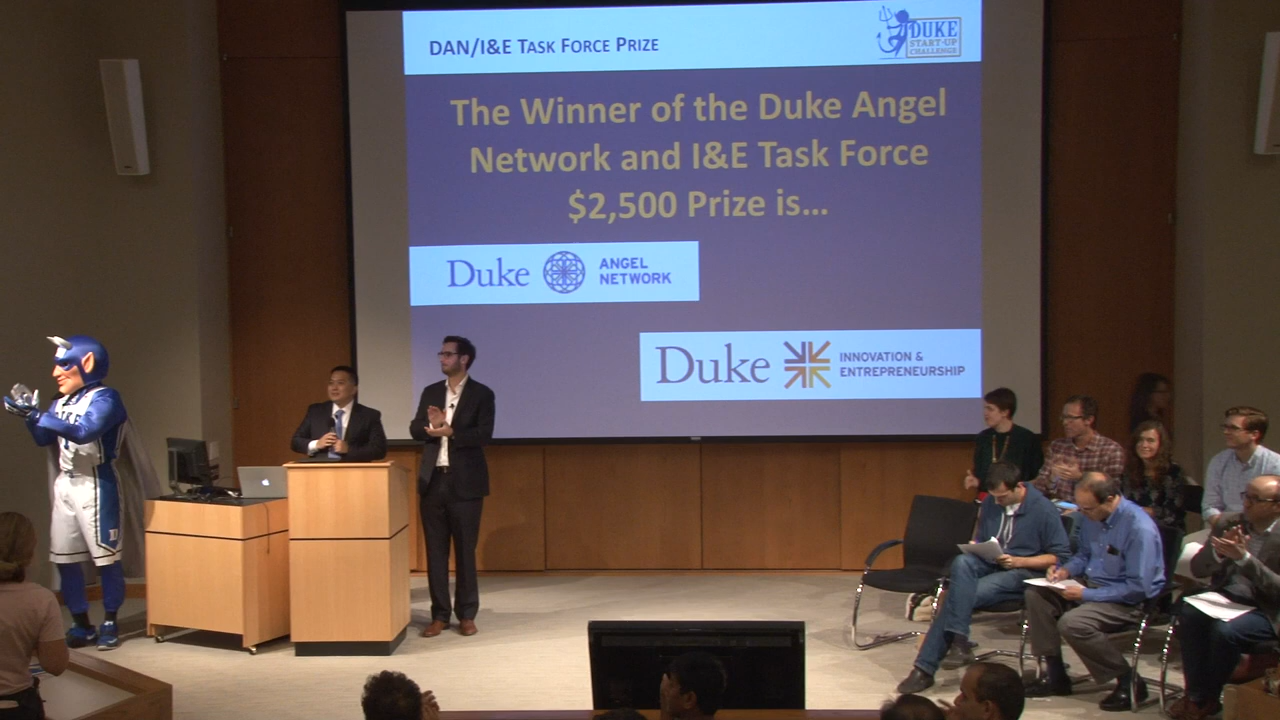 DAN/I&E TASK FORCE PRIZE
DUKE
START-UP
CHALLENGE
The Winner of the Duke Angel
Network and I&E Task Force
$2,500 Prize is...
Duke
ANGEL
NETWORK
Duke
INNOVATION &
ENTREPRENEURSHIP
DUKE